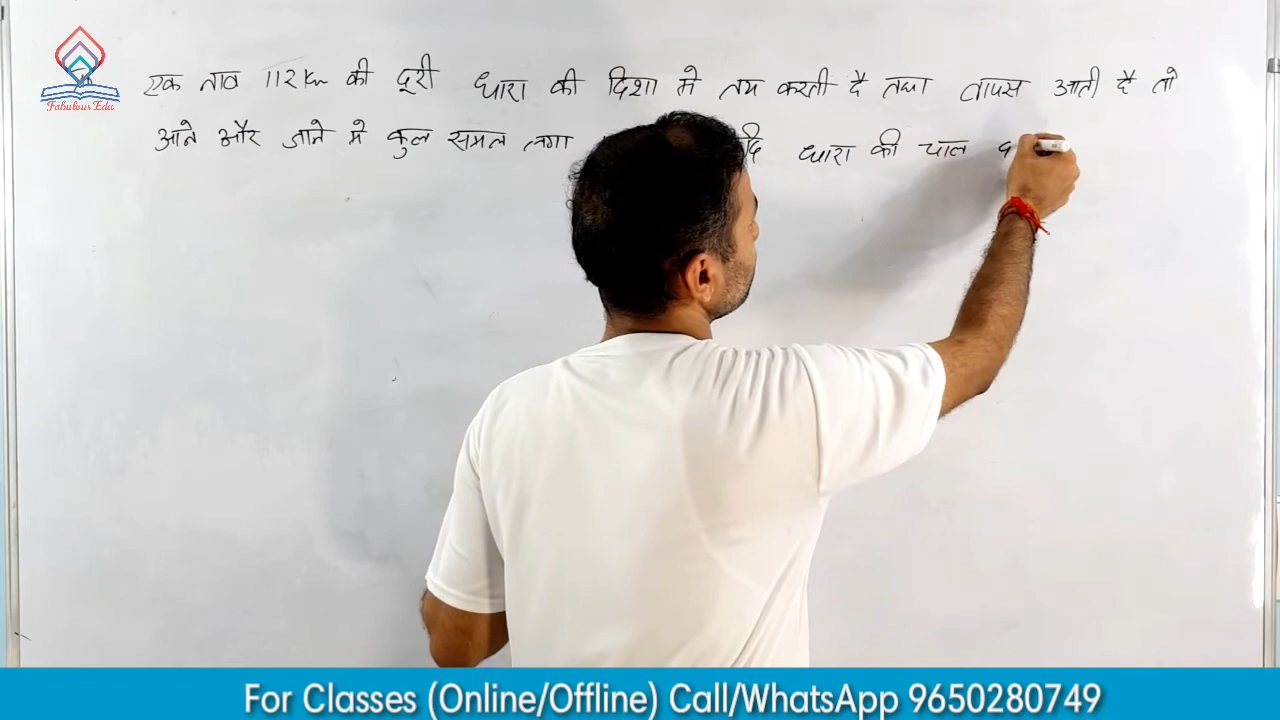 Fabulous Edu
एक नाव 112 km की दूरी धारा की दिशा में तय करती है तथा वापस आती है तो
आने और जाने मे कुल समय लगा धारा की चाल
For Classes (Online/Offline) Call/WhatsApp 9650280749